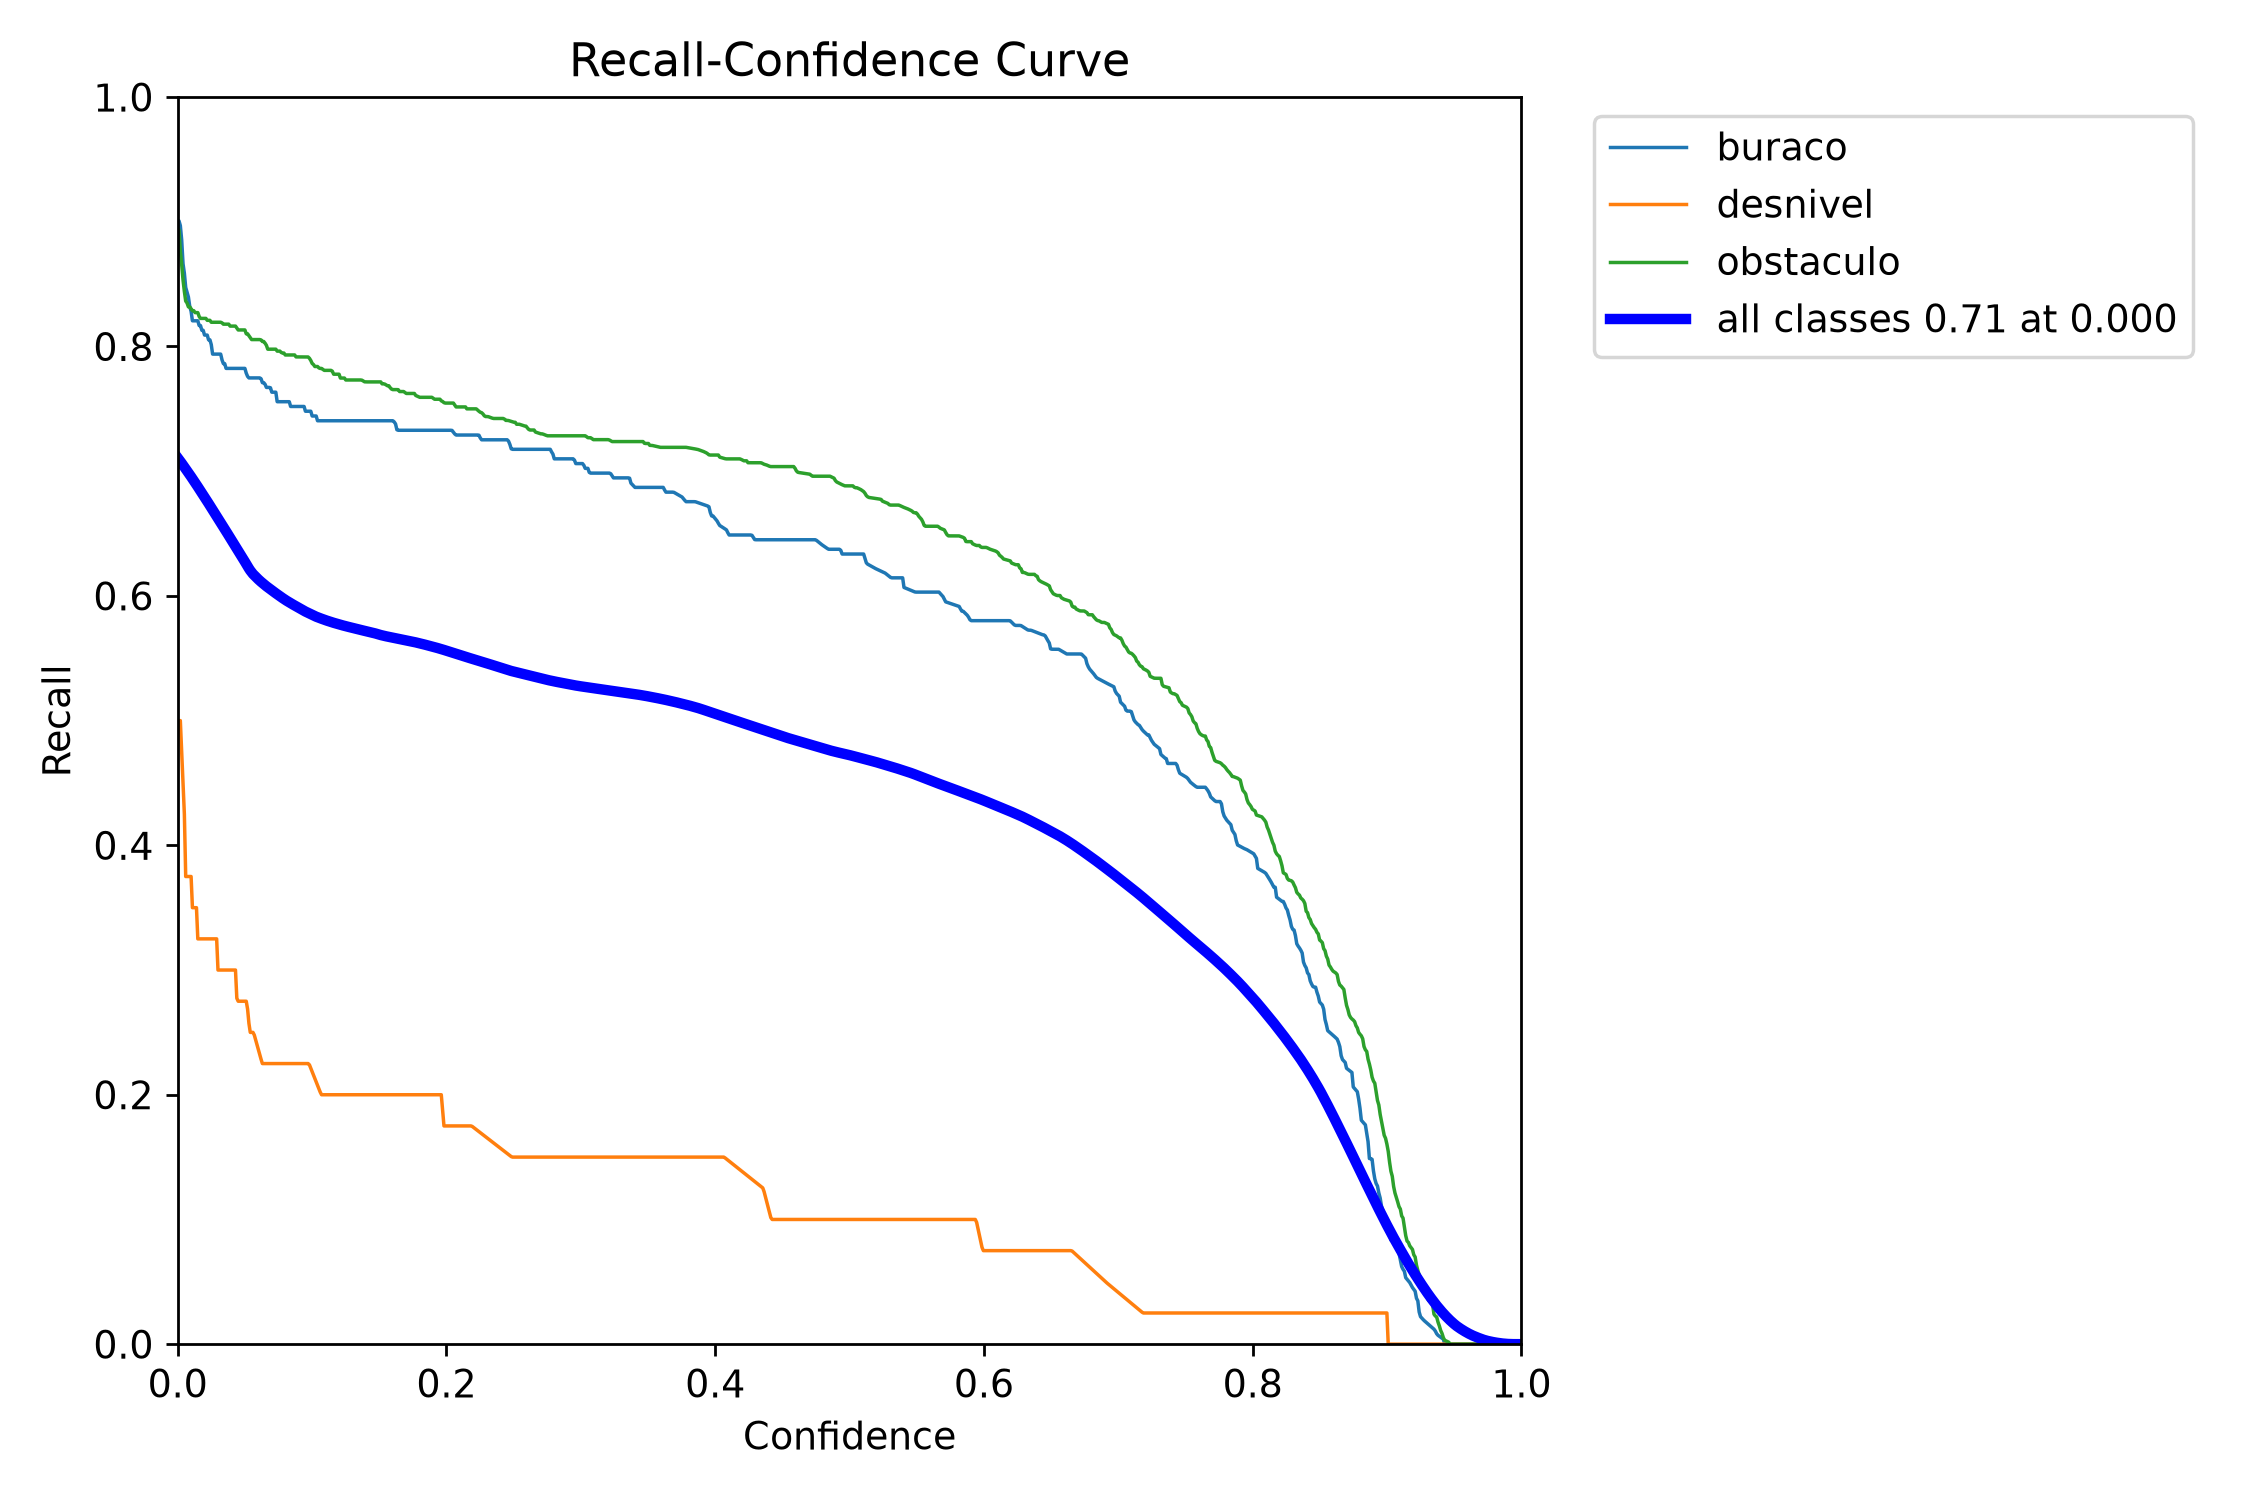 Recall-Confidence Curve
1.0
0.8
0.6
0.4
0.2
0.0
Recall
0.0 0.2 0.4 0.6 0.8 1.0
Confidence
buraco
desnivel
obstaculo
all classes 0.71 at 0.000